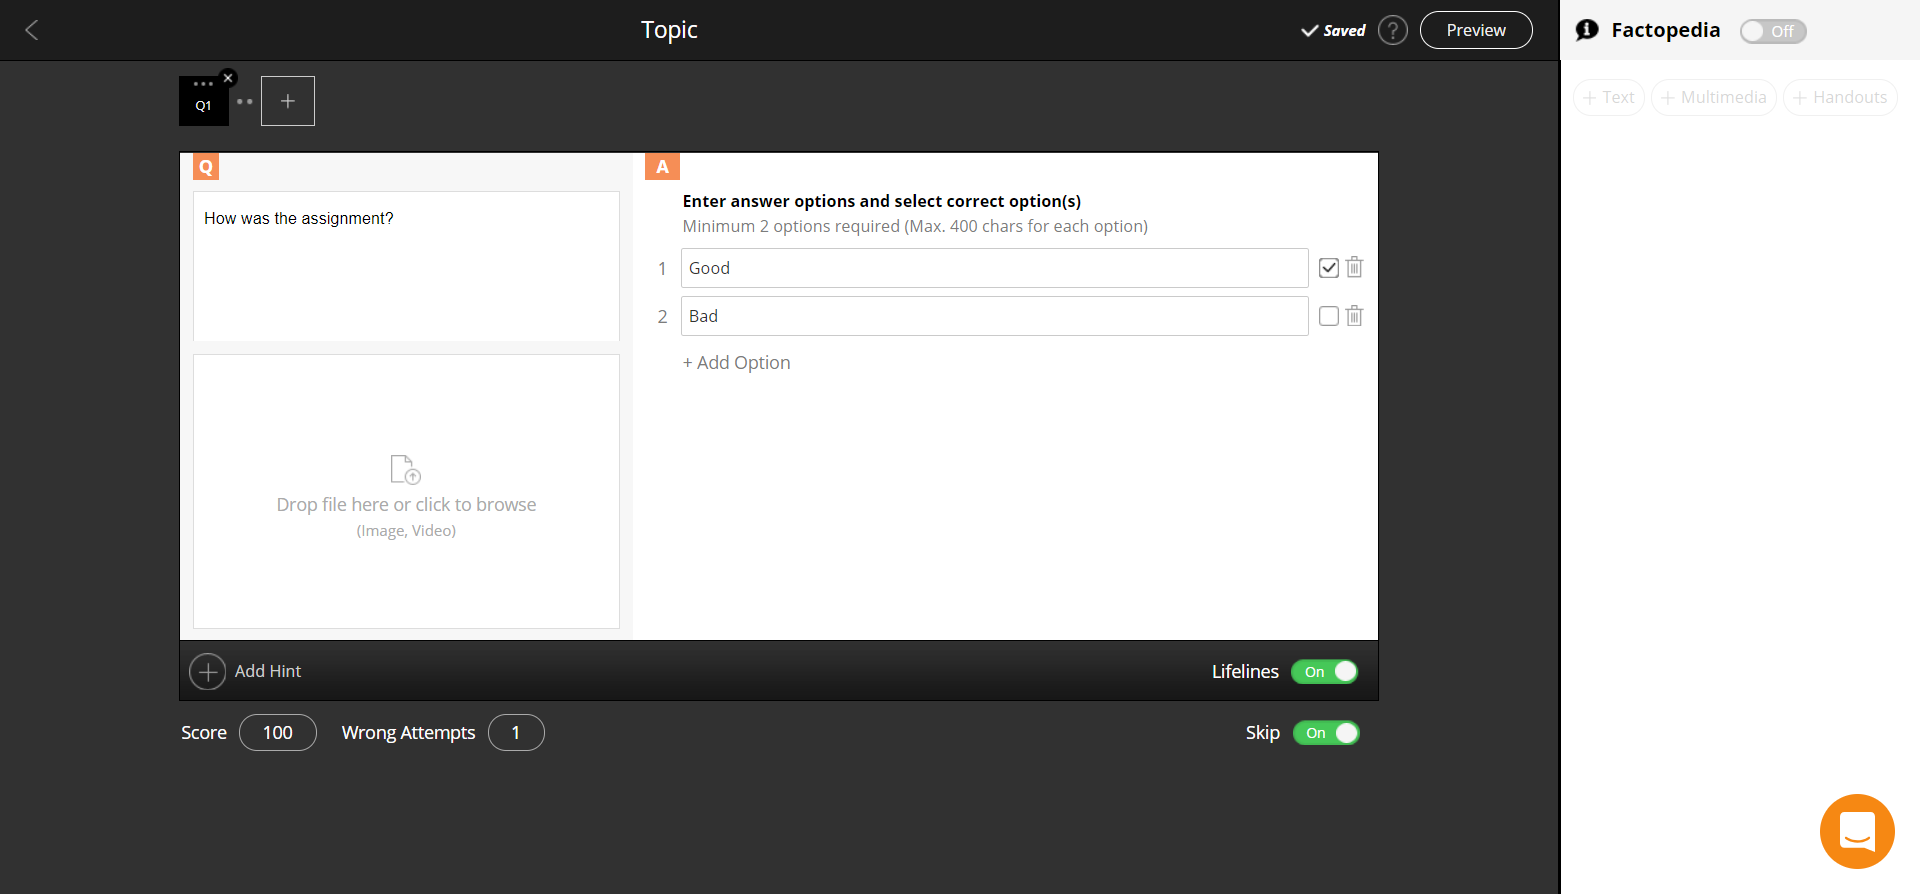 Topic
Saved
?
Preview
Factopedia
Off
Q1
+ Text
+ Multimedia
+ Handouts
Q
A
How was the assignment?
Enter answer options and select correct option(s)
Minimum 2 options required (Max. 400 chars for each option)
1 Good
2 Bad
+ Add Option
Drop file here or click to browse
(Image, Video)
Add Hint
Lifelines On
Score 100 Wrong Attempts 1
Skip On